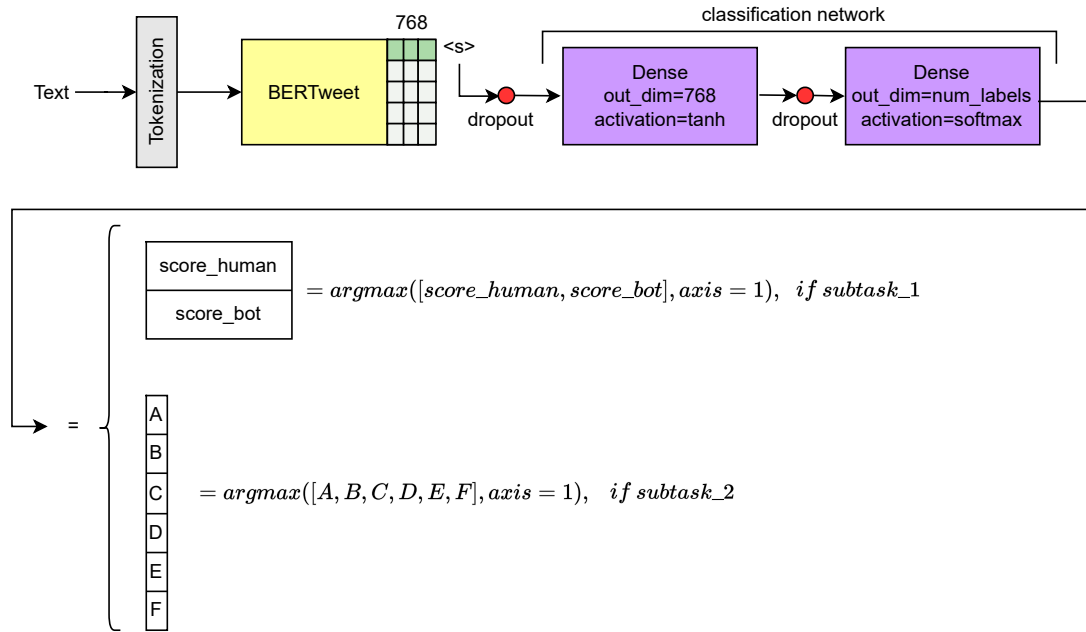 classification network
768
<s>
Text
Tokenization
BERTweet
dropout
Dense
out_dim=768
activation=tanh
dropout
Dense
out_dim=num_labels
activation=softmax
score_human
score_bot
= argmax([score_human, score_bot], axis = 1), if subtask_1
=
A
B
C
D
E
F
= argmax([A, B, C, D, E, F], axis = 1), if subtask_2